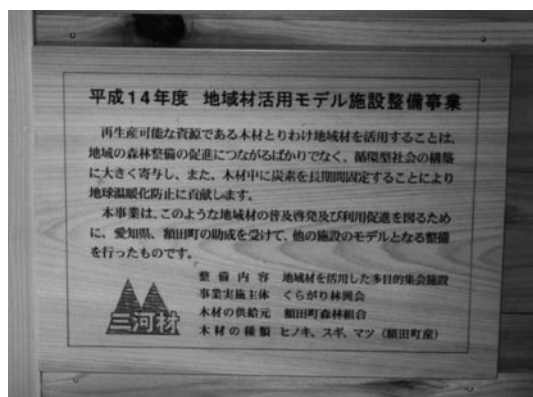 平成14年度 地域材活用モデル施設整備事業
再生産可能な資源である木材とりわけ地域材を活用することは、
地域の森林整備の促進につながるばかりでなく、循環型社会の構築
に大きく寄与し、また、木材中に炭素を長期間固定することにより
地球温暖化防止に貢献します。
本事業は、このような地域材の普及啓発及び利用促進を図るため
に、愛知県、額田町の助成を受けて、他の施設のモデルとなる整備
を行ったものです。
整備内容 地域材を活用した多目的集会施設
事業実施主体 くらがり林興会
木材の供給元 額田町森林組合
木材の種類 ヒノキ、スギ、マツ（額田町産）
三河材